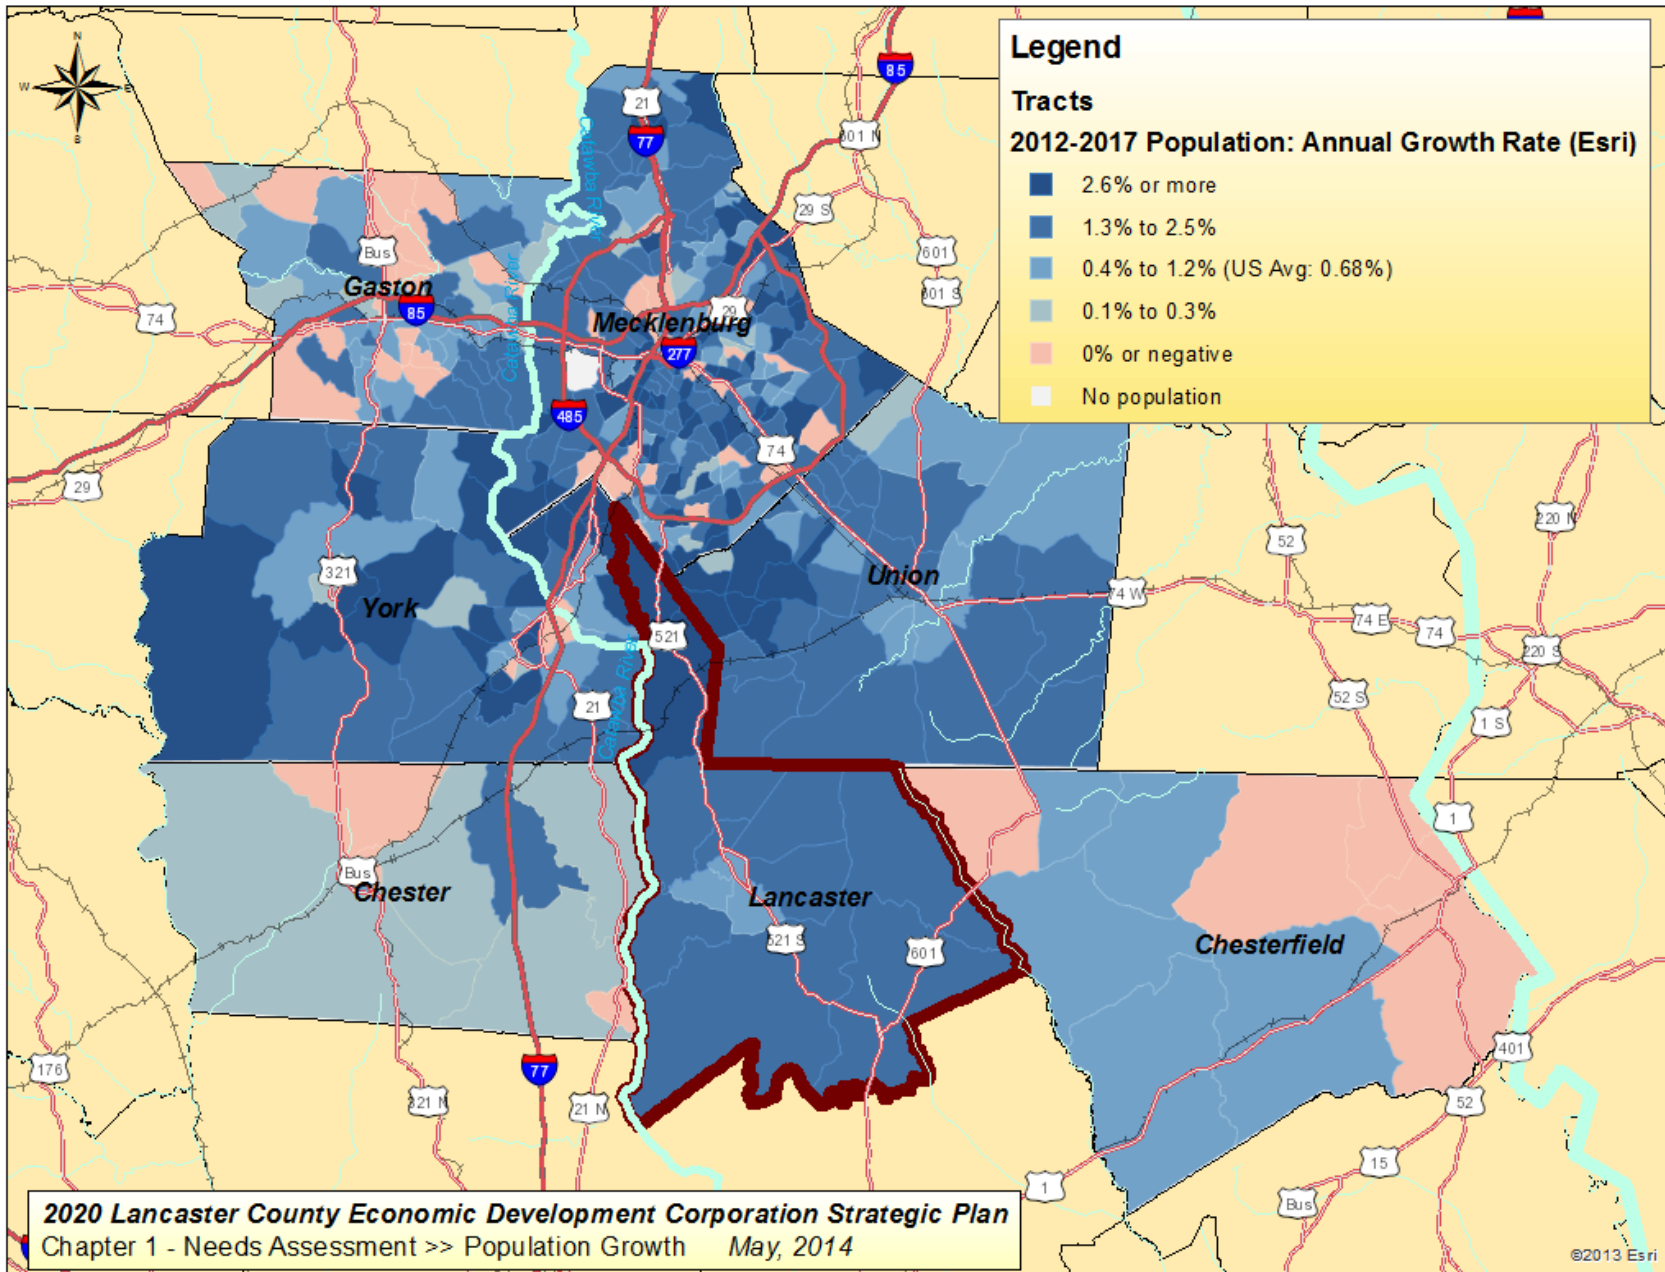 N
W
E
S
Legend
Tracts
2012-2017 Population: Annual Growth Rate (Esri)
2.6% or more
1.3% to 2.5%
0.4% to 1.2% (US Avg: 0.68%)
0.1% to 0.3%
0% or negative
No population
85
21
77
601 N
29 S
601
601 S
Catawba River
Bus
Gaston
85
74
29
Mecklenburg
277
Catawba River
485
74
29
52
220 N
321
York
Union
74 W
74 E
74
220 S
521
Catawba River
21
52 S
1 S
1
Bus
Chester
Lancaster
521 S
601
Chesterfield
176
77
321 N
21 N
401
52
15
1
Bus
2020 Lancaster County Economic Development Corporation Strategic Plan
Chapter 1 - Needs Assessment >> Population Growth May, 2014
©2013 Esri